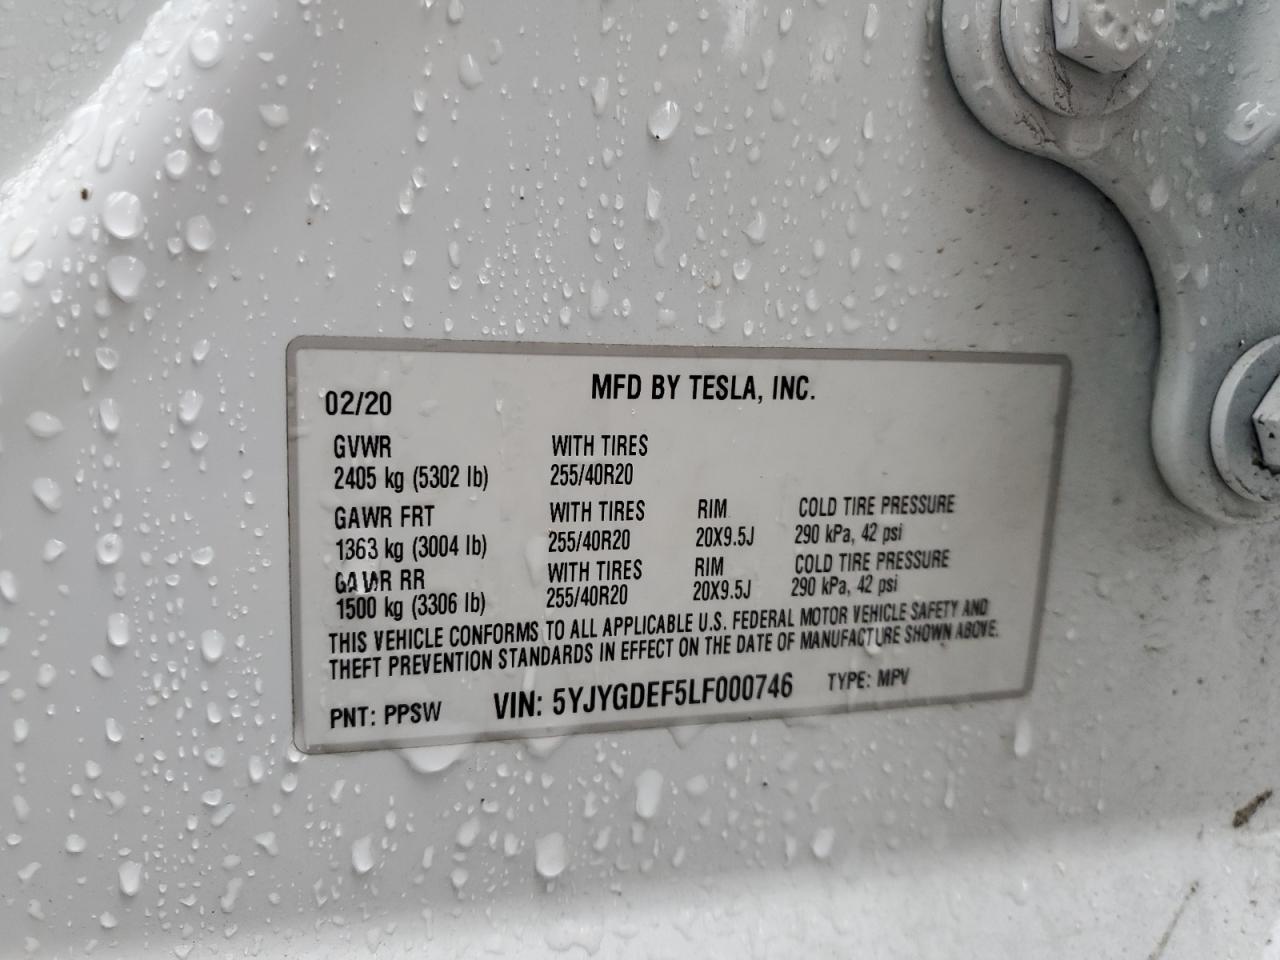 MFD BY TESLA, INC.
02/20
GVWR WITH TIRES
2405 kg (5302 lb) 255/40R20
GAWR FRT WITH TIRES RIM COLD TIRE PRESSURE
1363 kg (3004 lb) 255/40R20 20X9.5J 290 kPa, 42 psi
GAWR RR WITH TIRES RIM COLD TIRE PRESSURE
1500 kg (3306 lb) 255/40R20 20X9.5J 290 kPa, 42 psi
THIS VEHICLE CONFORMS TO ALL APPLICABLE U.S. FEDERAL MOTOR VEHICLE SAFETY AND
THEFT PREVENTION STANDARDS IN EFFECT ON THE DATE OF MANUFACTURE SHOWN ABOVE.
PNT: PPSW VIN: 5YJYGDEF5LF000746 TYPE: MPV